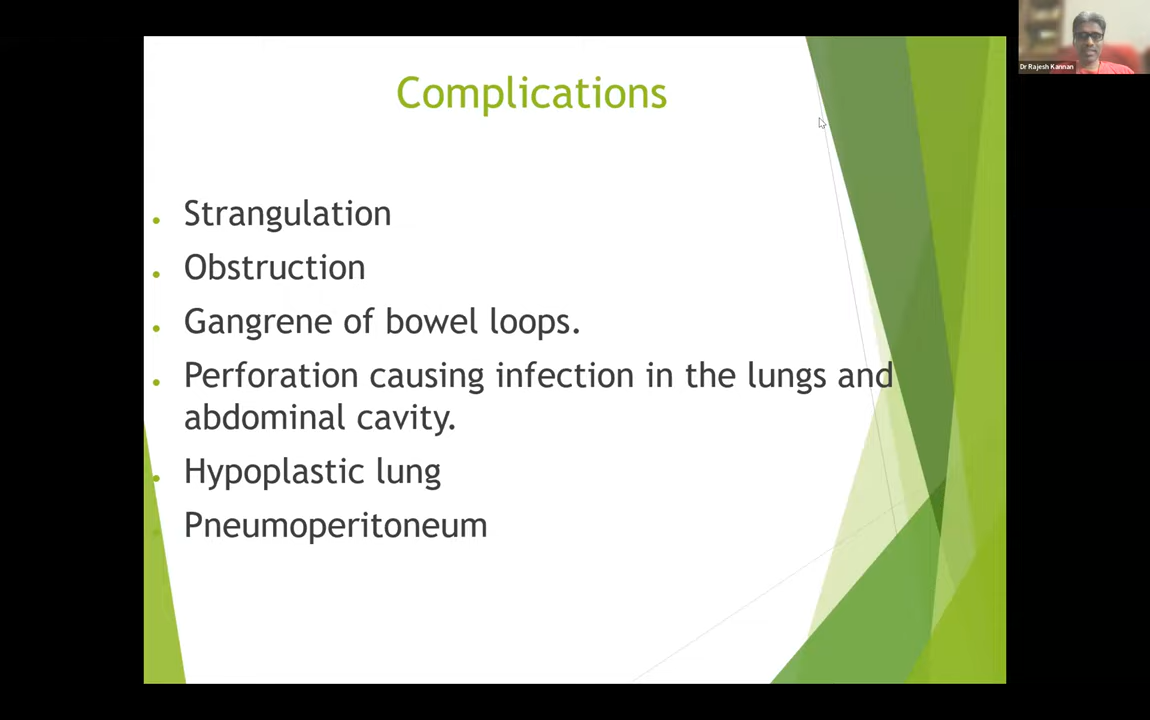 Dr Rajesh Kannan
Complications
Strangulation
Obstruction
Gangrene of bowel loops.
Perforation causing infection in the lungs and
abdominal cavity.
Hypoplastic lung
Pneumoperitoneum